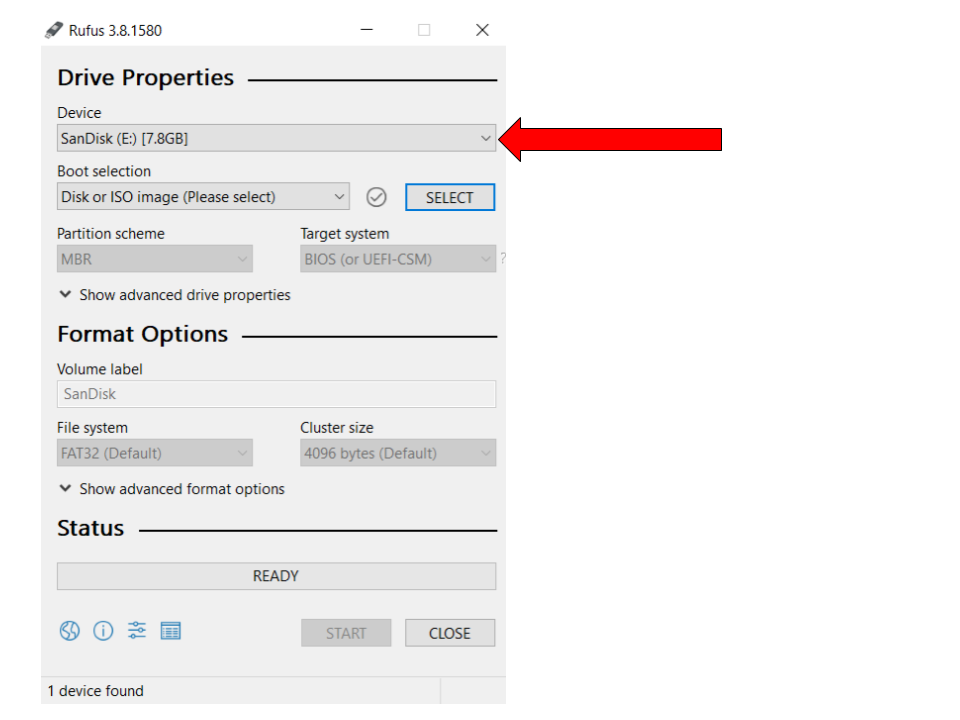 Rufus 3.8.1580
Drive Properties
Device
SanDisk (E:) [7.8GB]
Boot selection
Disk or ISO image (Please select)
SELECT
Partition scheme
Target system
MBR
BIOS (or UEFI-CSM)
?
Show advanced drive properties
Format Options
Volume label
SanDisk
File system
Cluster size
FAT32 (Default)
4096 bytes (Default)
Show advanced format options
Status
READY
START
CLOSE
1 device found